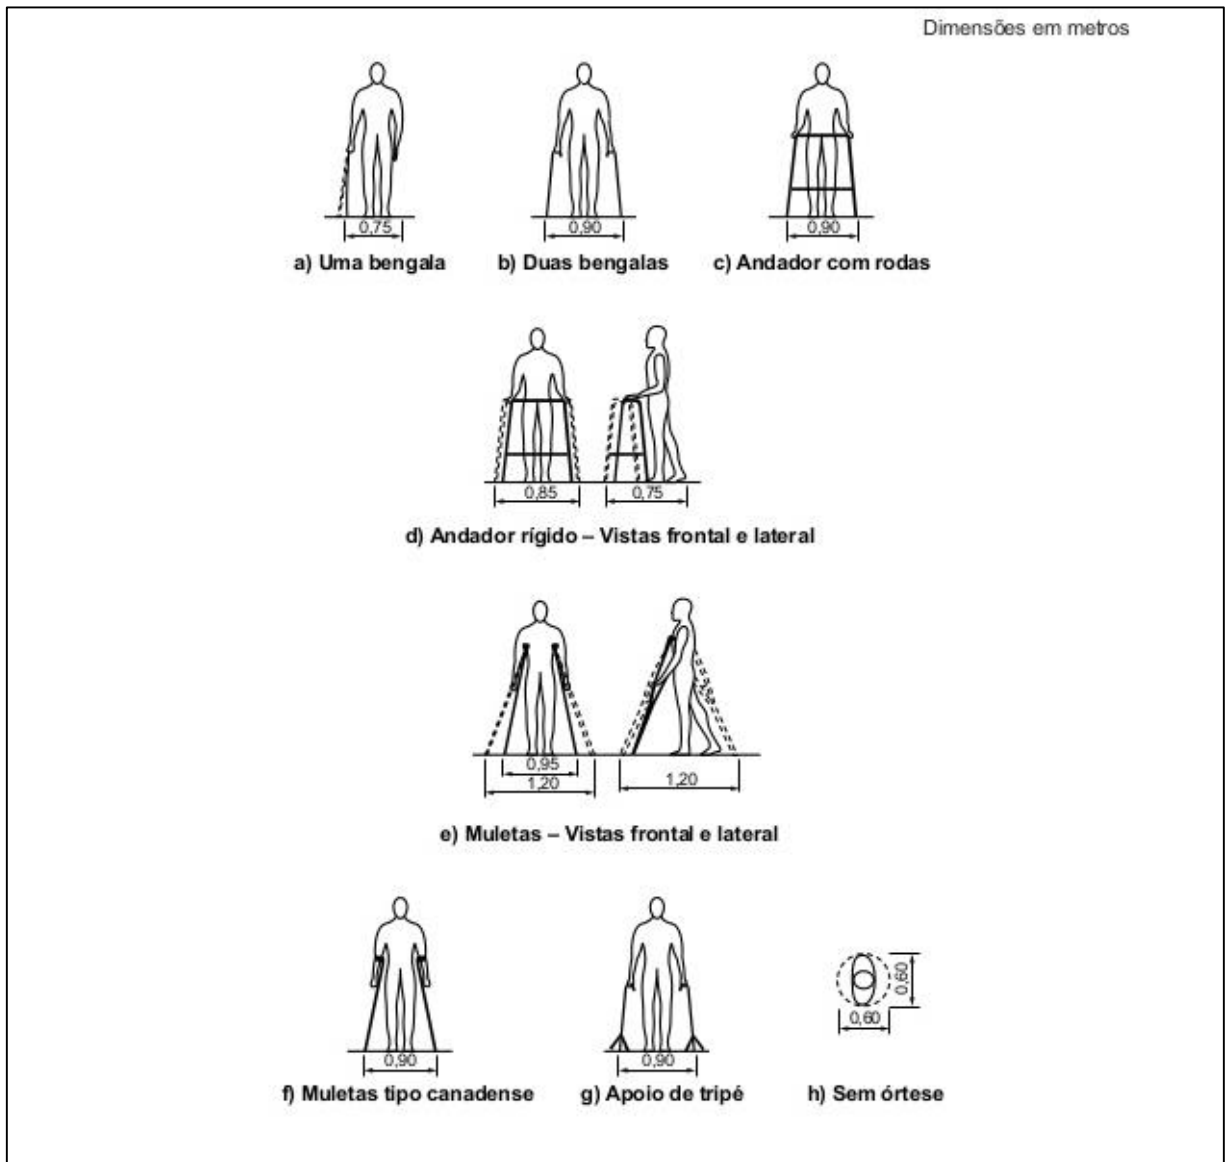 Dimensões em metros
0,75 0,90 0,90
a) Uma bengala b) Duas bengalas c) Andador com rodas
0,85 0,75
d) Andador rígido – Vistas frontal e lateral
0,95
1,20 1,20
e) Muletas – Vistas frontal e lateral
0,60
0,60
0,90 0,90
f) Muletas tipo canadense g) Apoio de tripé h) Sem órtese